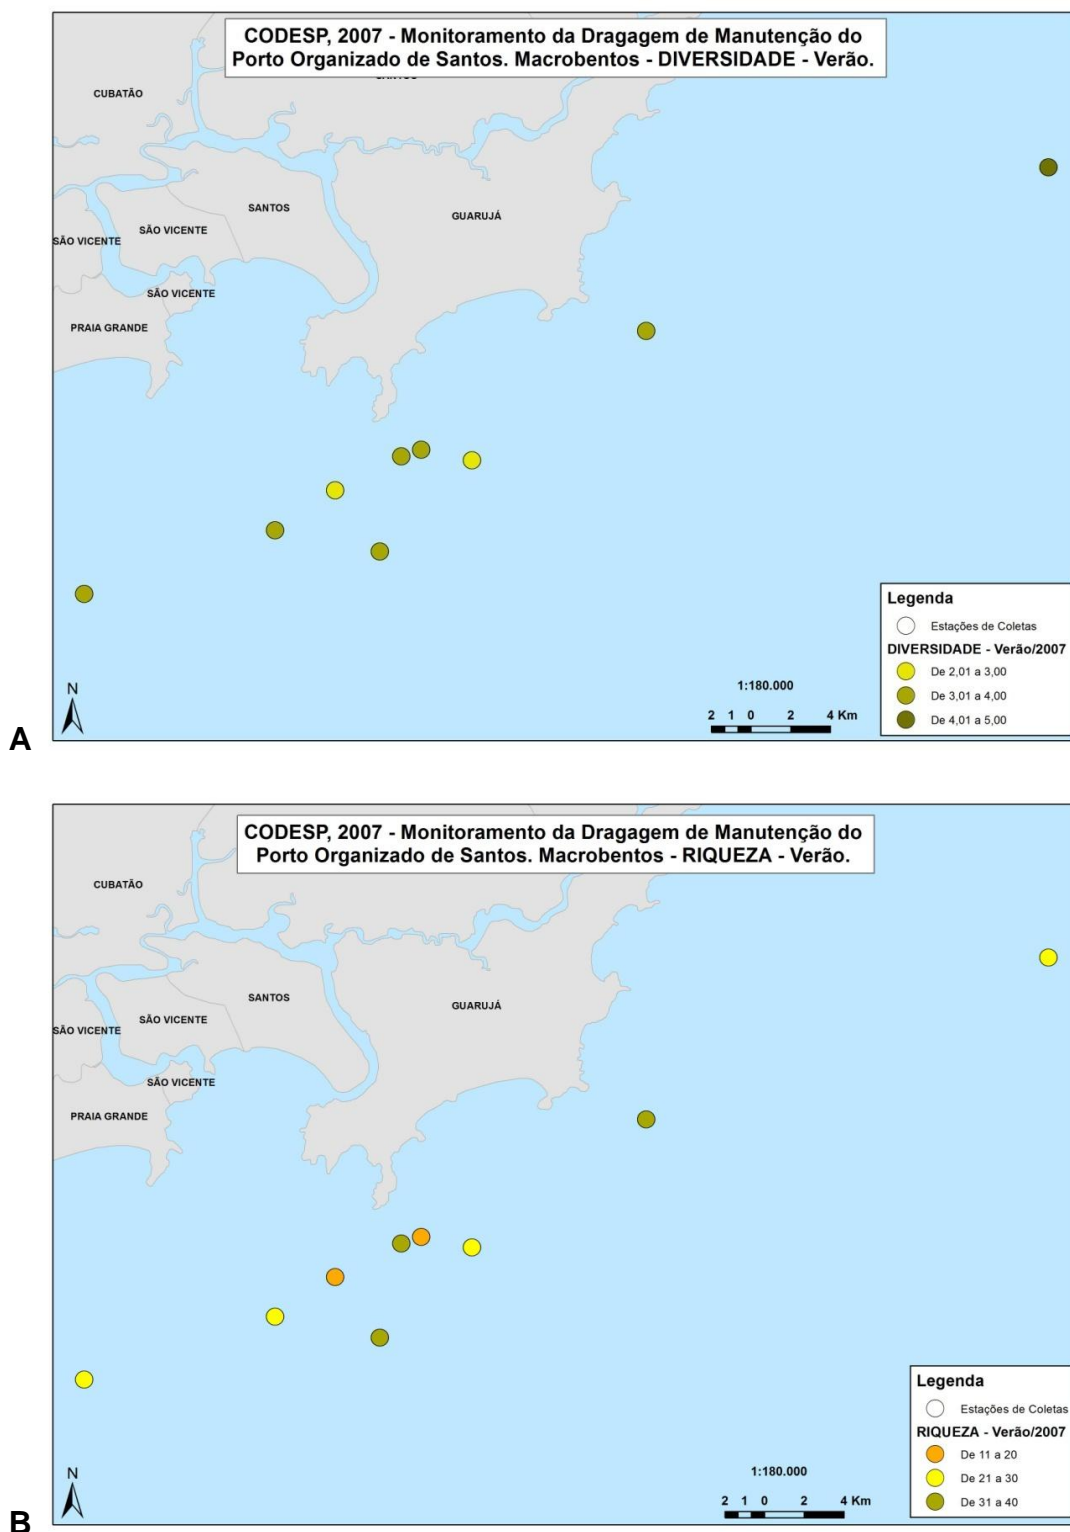 CODESP, 2007 - Monitoramento da Dragagem de Manutenção do
Porto Organizado de Santos. Macrobentos - DIVERSIDADE - Verão.
CUBATÃO
SANTOS
GUARUJÁ
SÃO VICENTE
SÃO VICENTE
SÃO VICENTE
PRAIA GRANDE
Legenda
Estações de Coletas
DIVERSIDADE - Verão/2007
De 2,01 a 3,00
De 3,01 a 4,00
De 4,01 a 5,00
N
1:180.000
2 1 0 2 4 Km
A
CODESP, 2007 - Monitoramento da Dragagem de Manutenção do
Porto Organizado de Santos. Macrobentos - RIQUEZA - Verão.
CUBATÃO
SANTOS
GUARUJÁ
SÃO VICENTE
SÃO VICENTE
SÃO VICENTE
PRAIA GRANDE
Legenda
Estações de Coletas
RIQUEZA - Verão/2007
De 11 a 20
De 21 a 30
De 31 a 40
N
1:180.000
2 1 0 2 4 Km
B